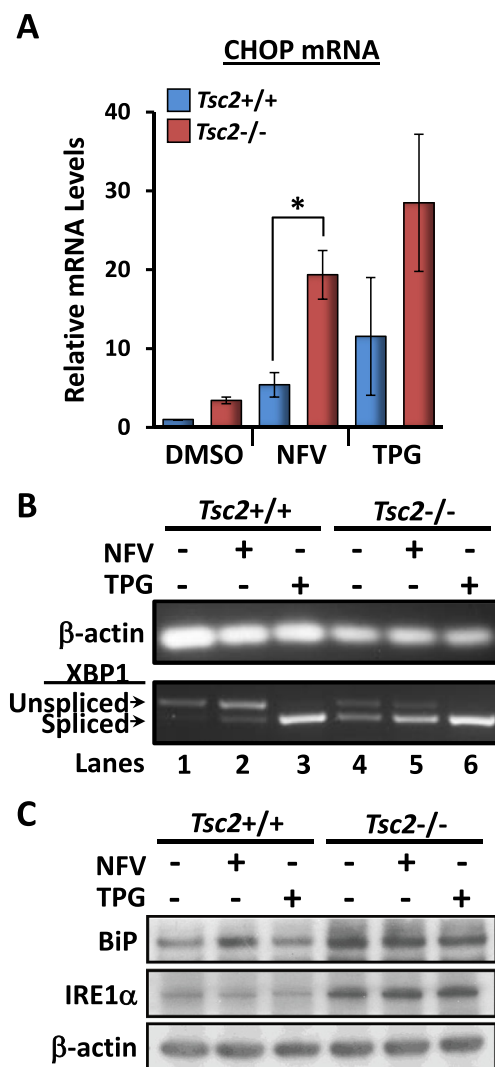 A
CHOP mRNA
Tsc2+/+
Tsc2-/-
Relative mRNA Levels
40
30
20
10
0
*
DMSO NFV TPG
B
Tsc2+/+ Tsc2-/-
NFV - + - - + -
TPG - - + - - +
β-actin
XBP1
Unspliced
Spliced
Lanes 1 2 3 4 5 6
C
Tsc2+/+ Tsc2-/-
NFV - + - - + -
TPG - - + - - +
BiP
IRE1α
β-actin